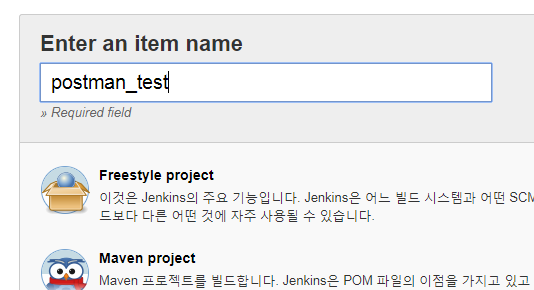 Enter an item name
postman_test
» Required field
Freestyle project
이것은 Jenkins의 주요 기능입니다. Jenkins은 어느 빌드 시스템과 어떤 SCM
드보다 다른 어떤 것에 자주 사용될 수 있습니다.
Maven project
Maven 프로젝트를 빌드합니다. Jenkins은 POM 파일의 이점을 가지고 있고